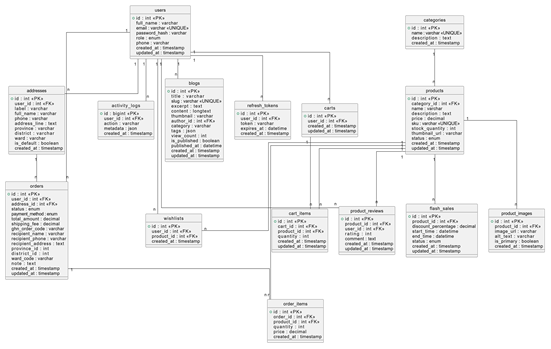 users
id : int «PK»
full_name : varchar
email : varchar «UNIQUE»
password_hash : varchar
role : enum
phone : varchar
created_at : timestamp
updated_at : timestamp
categories
id : int «PK»
name : varchar «UNIQUE»
description : text
created_at : timestamp
addresses
id : int «PK»
user_id : int «FK»
label : varchar
full_name : varchar
phone : varchar
address_line : text
province : varchar
district : varchar
ward : varchar
is_default : boolean
created_at : timestamp
activity_logs
id : bigint «PK»
user_id : int «FK»
action : varchar
metadata : json
created_at : timestamp
blogs
id : int «PK»
title : varchar
slug : varchar «UNIQUE»
excerpt : text
content : longtext
thumbnail : varchar
author_id : int «FK»
category : varchar
tags : json
view_count : int
is_published : boolean
published_at : datetime
created_at : timestamp
updated_at : timestamp
refresh_tokens
id : int «PK»
user_id : int «FK»
token : varchar
expires_at : datetime
created_at : timestamp
carts
id : int «PK»
user_id : int «FK»
created_at : timestamp
updated_at : timestamp
products
id : int «PK»
category_id : int «FK»
name : varchar
description : text
price : decimal
sku : varchar «UNIQUE»
stock_quantity : int
thumbnail_url : varchar
status : enum
created_at : timestamp
updated_at : timestamp
orders
id : int «PK»
user_id : int «FK»
address_id : int «FK»
status : enum
payment_method : enum
total_amount : decimal
shipping_fee : decimal
ghn_order_code : varchar
recipient_name : varchar
recipient_phone : varchar
recipient_address : text
province_id : int
district_id : int
ward_code : varchar
note : text
created_at : timestamp
updated_at : timestamp
wishlists
id : int «PK»
user_id : int «FK»
product_id : int «FK»
created_at : timestamp
cart_items
id : int «PK»
cart_id : int «FK»
product_id : int «FK»
quantity : int
created_at : timestamp
updated_at : timestamp
product_reviews
id : int «PK»
product_id : int «FK»
user_id : int «FK»
rating : int
comment : text
created_at : timestamp
updated_at : timestamp
flash_sales
id : int «PK»
product_id : int «FK»
discount_percentage : decimal
start_time : datetime
end_time : datetime
status : enum
created_at : timestamp
updated_at : timestamp
product_images
id : int «PK»
product_id : int «FK»
image_url : varchar
alt_text : varchar
is_primary : boolean
created_at : timestamp
order_items
id : int «PK»
order_id : int «FK»
product_id : int «FK»
quantity : int
price : decimal
created_at : timestamp